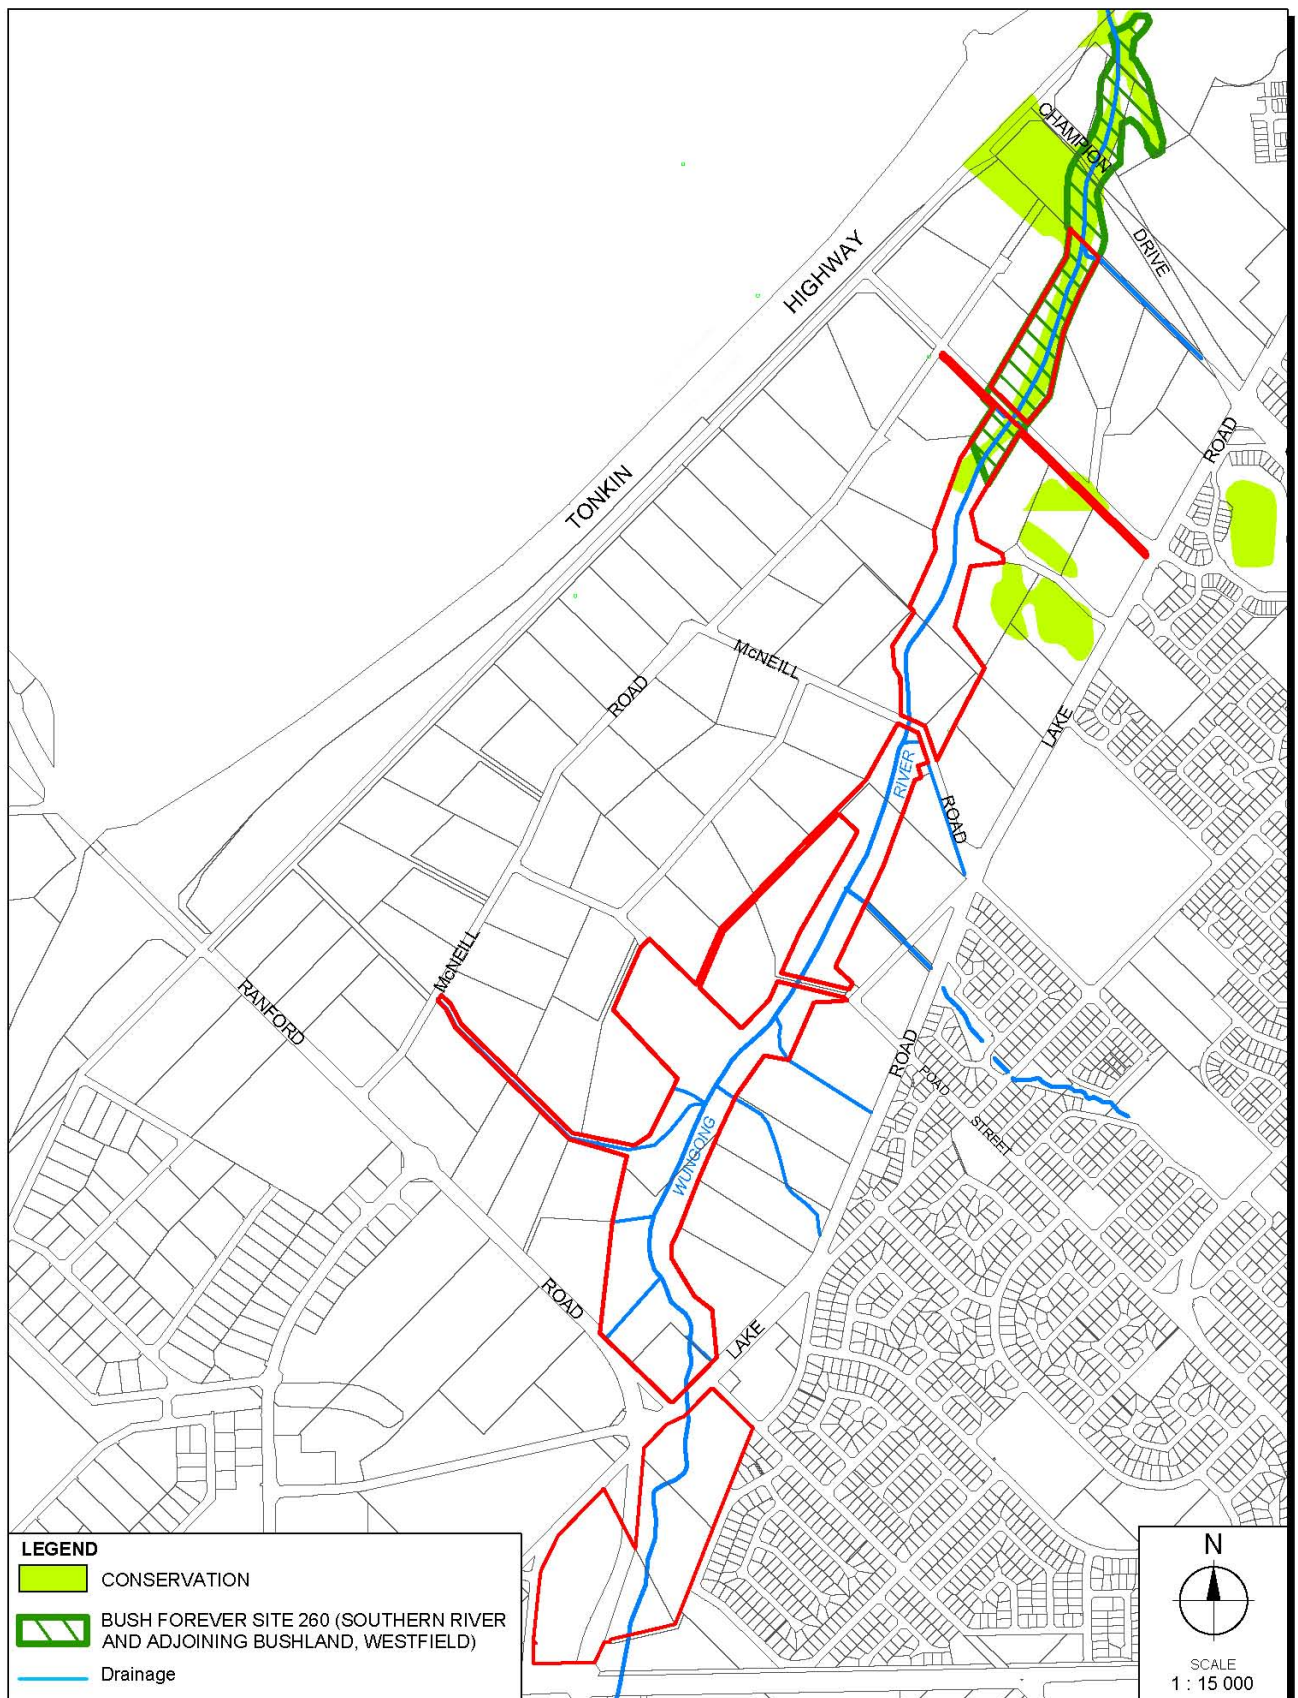 CHAMPION
DRIVE
HIGHWAY
TONKIN
ROAD
McNEILL
ROAD
LAKE
RIVER
ROAD
McNEILL
RANFORD
ROAD
ROAD
STREET
WUNGONG
ROAD
LAKE
LEGEND
CONSERVATION
BUSH FOREVER SITE 260 (SOUTHERN RIVER
AND ADJOINING BUSHLAND, WESTFIELD)
Drainage
N
SCALE
1 : 15 000